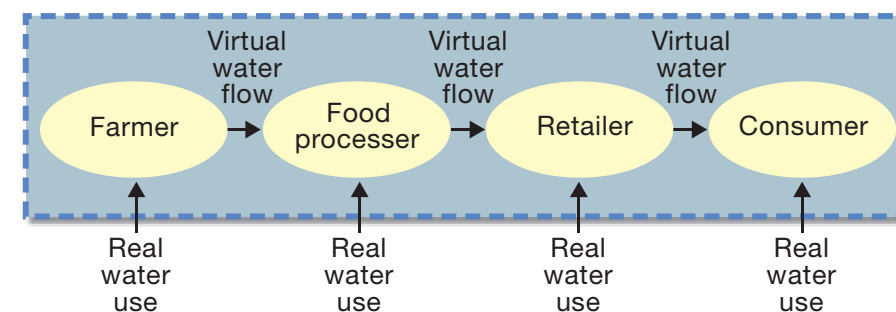 Virtual
water
flow
Virtual
water
flow
Virtual
water
flow
Farmer
Food
processer
Retailer
Consumer
Real
water
use
Real
water
use
Real
water
use
Real
water
use